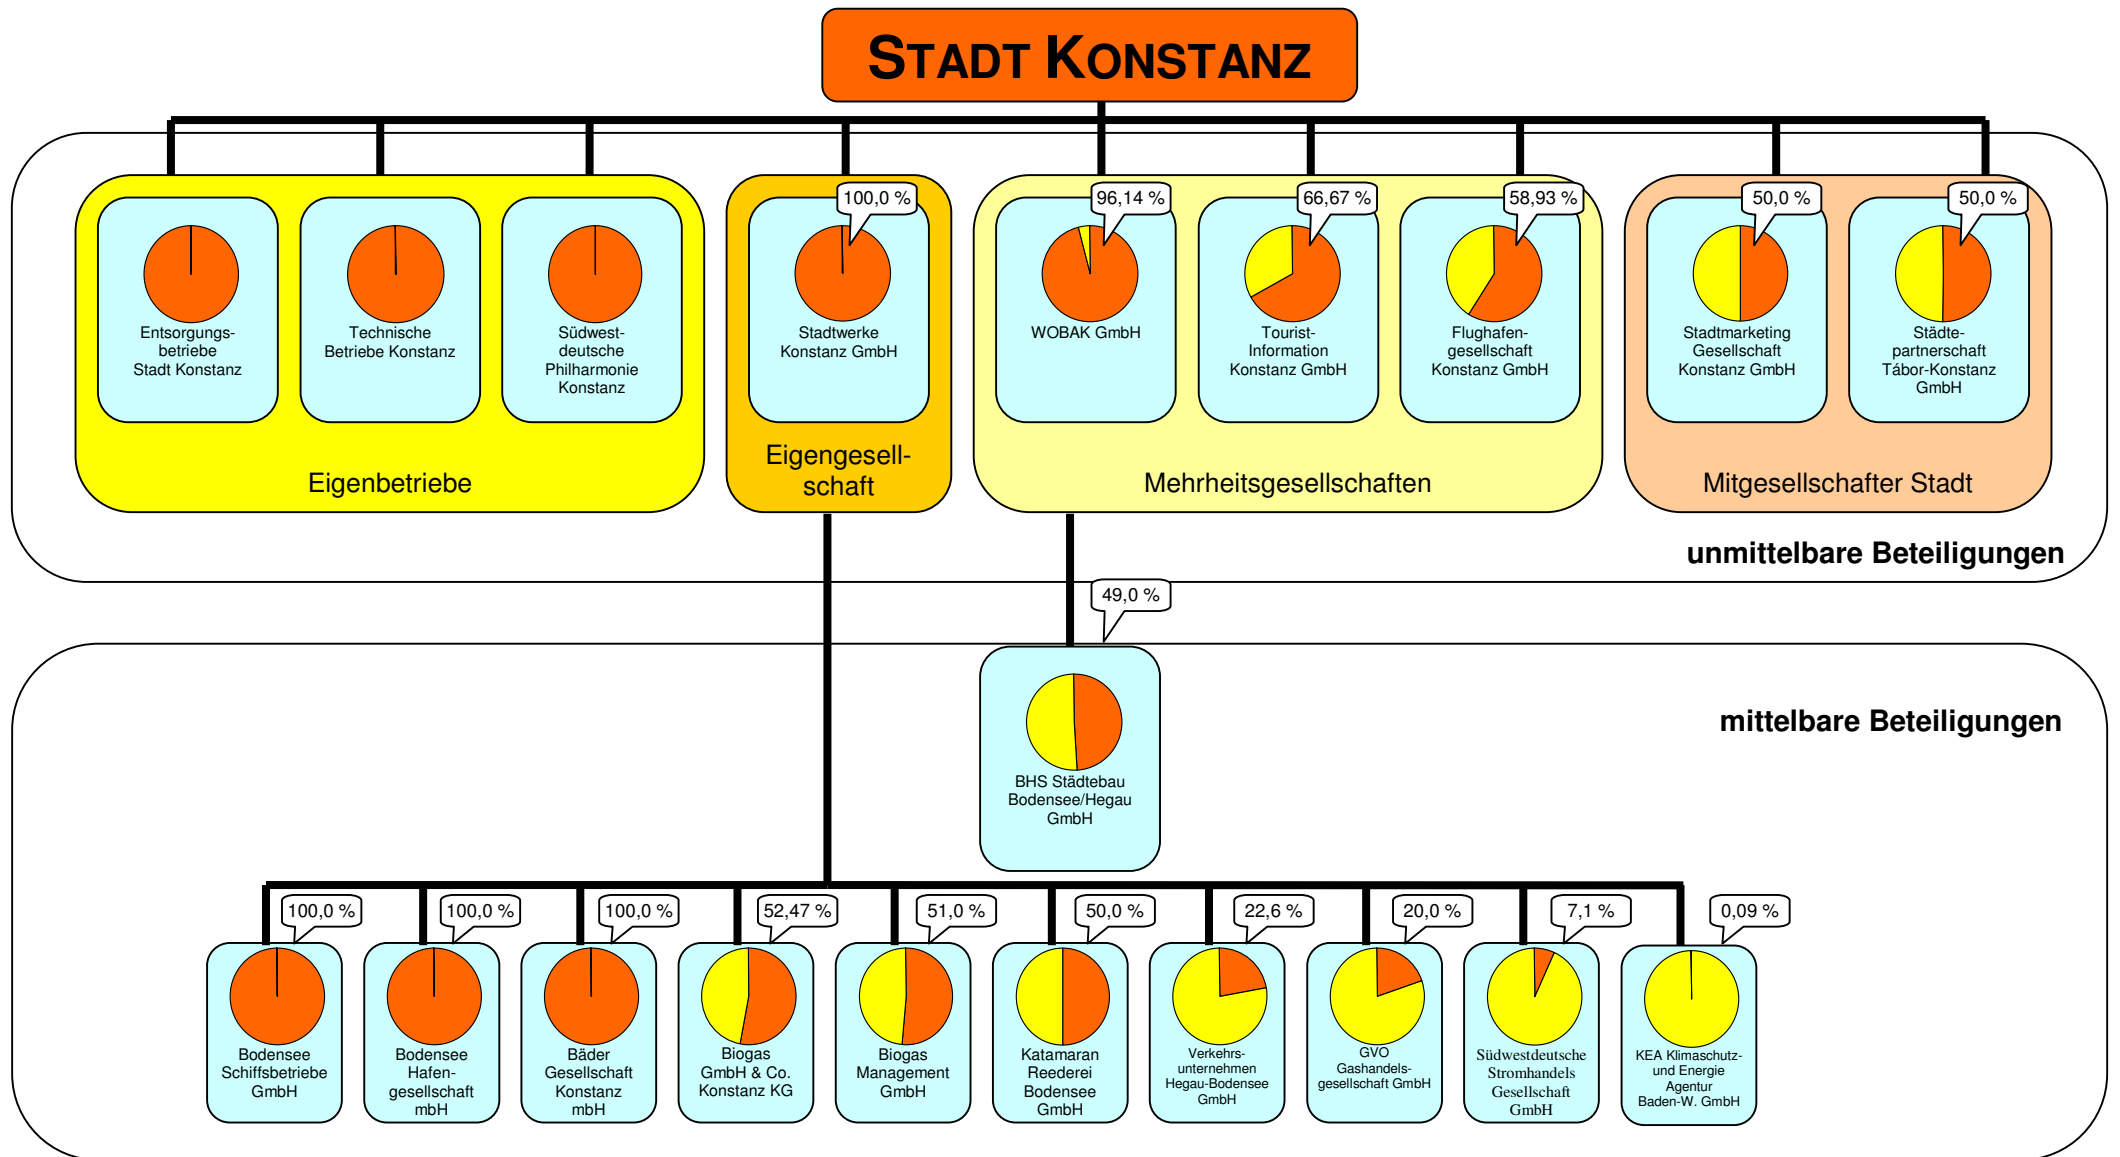 STADT KONSTANZ
100,0 %
96,14 %
66,67 %
58,93 %
50,0 %
50,0 %
Entsorgungs-
betriebe
Stadt Konstanz
Technische
Betriebe Konstanz
Südwest-
deutsche
Philharmonie
Konstanz
Stadtwerke
Konstanz GmbH
WOBAK GmbH
Tourist-
Information
Konstanz GmbH
Flughafen-
gesellschaft
Konstanz GmbH
Stadtmarketing
Gesellschaft
Konstanz GmbH
Städte-
partnerschaft
Tábor-Konstanz
GmbH
Eigenbetriebe
Eigengesell-
schaft
Mehrheitsgesellschaften
Mitgesellschafter Stadt
unmittelbare Beteiligungen
49,0 %
mittelbare Beteiligungen
BHS Städtebau
Bodensee/Hegau
GmbH
100,0 %
100,0 %
100,0 %
52,47 %
51,0 %
50,0 %
22,6 %
20,0 %
7,1 %
0,09 %
Bodensee
Schiffsbetriebe
GmbH
Bodensee
Hafen-
gesellschaft
mbH
Bäder
Gesellschaft
Konstanz
mbH
Biogas
GmbH & Co.
Konstanz KG
Biogas
Management
GmbH
Katamaran
Reederei
Bodensee
GmbH
Verkehrs-
unternehmen
Hegau-Bodensee
GmbH
GVO
Gashandels-
gesellschaft GmbH
Südwestdeutsche
Stromhandels
Gesellschaft
GmbH
KEA Klimaschutz-
und Energie
Agentur
Baden-W. GmbH